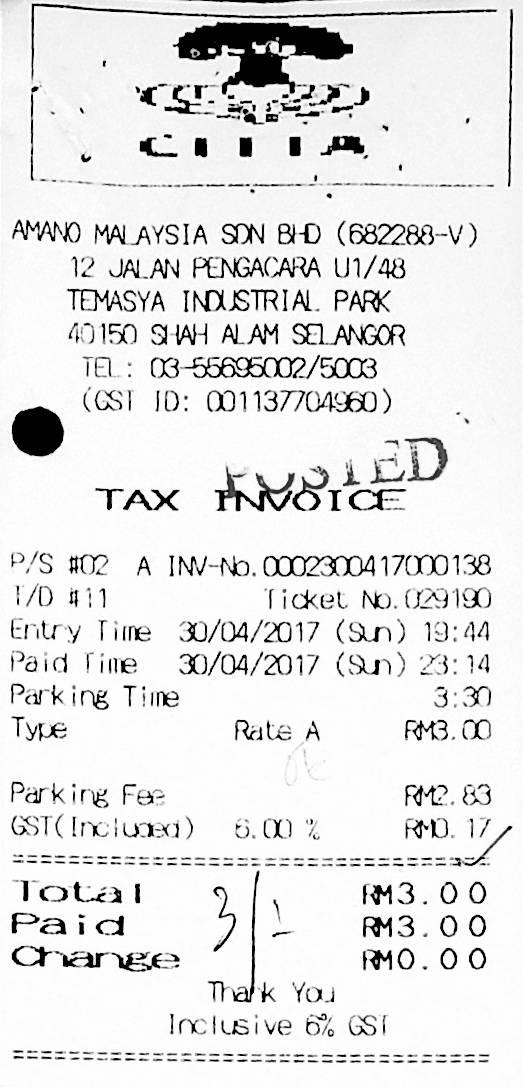 AMANO MALAYSIA SDN BHD (682288-V)
12 JALAN PENGACARA U1/48
TEMASYA INDUSTRIAL PARK
40150 SHAH ALAM SELANGOR
TEL: 03-55695002/5003
(GST ID: 001137704960)
POSTED
TAX INVOICE
P/S #02 A INV-No.0002300417000138
T/D #11 Ticket No.029190
Entry Time 30/04/2017 (Sun) 19:44
Paid Time 30/04/2017 (Sun) 23:14
Parking Time 3:30
Type Rate A RM3.00
Parking Fee RM2.83
GST(Included) 6.00 % RM0.17
Total RM3.00
Paid RM3.00
Change RM0.00
3/1
Thank You
Inclusive 6% GST